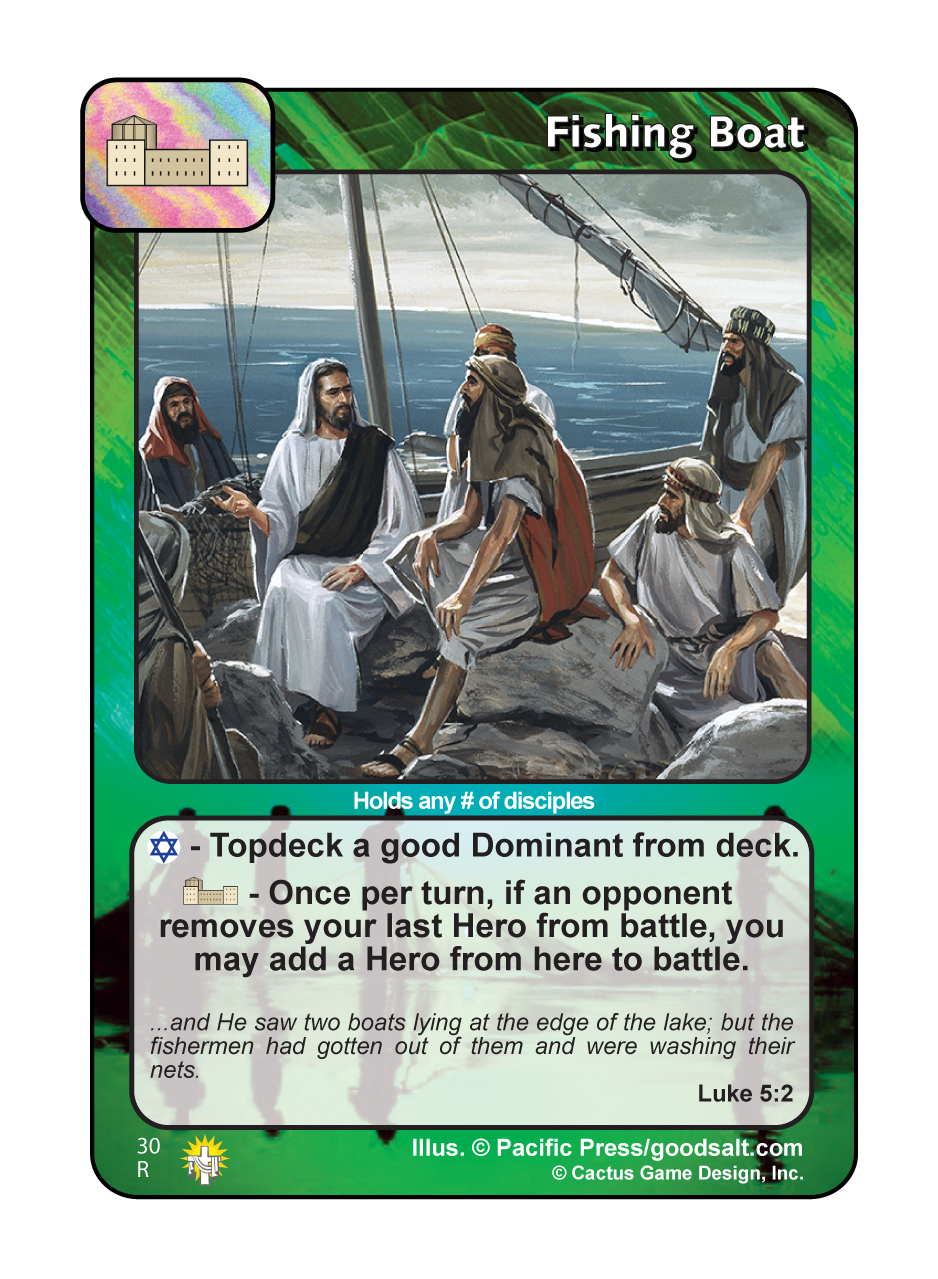 Fishing Boat
Holds any # of disciples
- Topdeck a good Dominant from deck.
- Once per turn, if an opponent
removes your last Hero from battle, you
may add a Hero from here to battle.
...and He saw two boats lying at the edge of the lake; but the
fishermen had gotten out of them and were washing their
nets.
Luke 5:2
30
R
Illus. © Pacific Press/goodsalt.com
© Cactus Game Design, Inc.